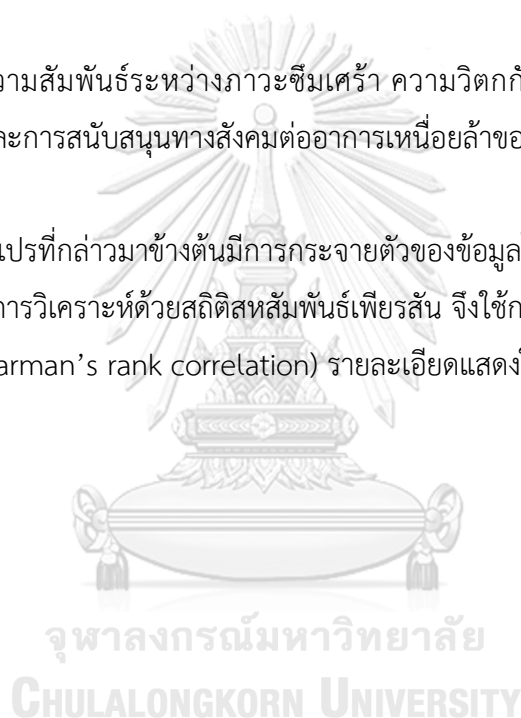 วามสัมพันธ์ระหว่างภาวะซึมเศร้า ความวิตกกั
ละการสนับสนุนทางสังคมต่ออาการเหนื่อยล้าขอ
แปรที่กล่าวมาข้างต้นมีการกระจายตัวของข้อมูล
การวิเคราะห์ด้วยสถิติสหสัมพันธ์เพียรสัน จึงใช้ก
arman's rank correlation) รายละเอียดแสดงใ
จุฬาลงกรณ์มหาวิทยาลัย
CHULALONGKORN UNIVERSITY